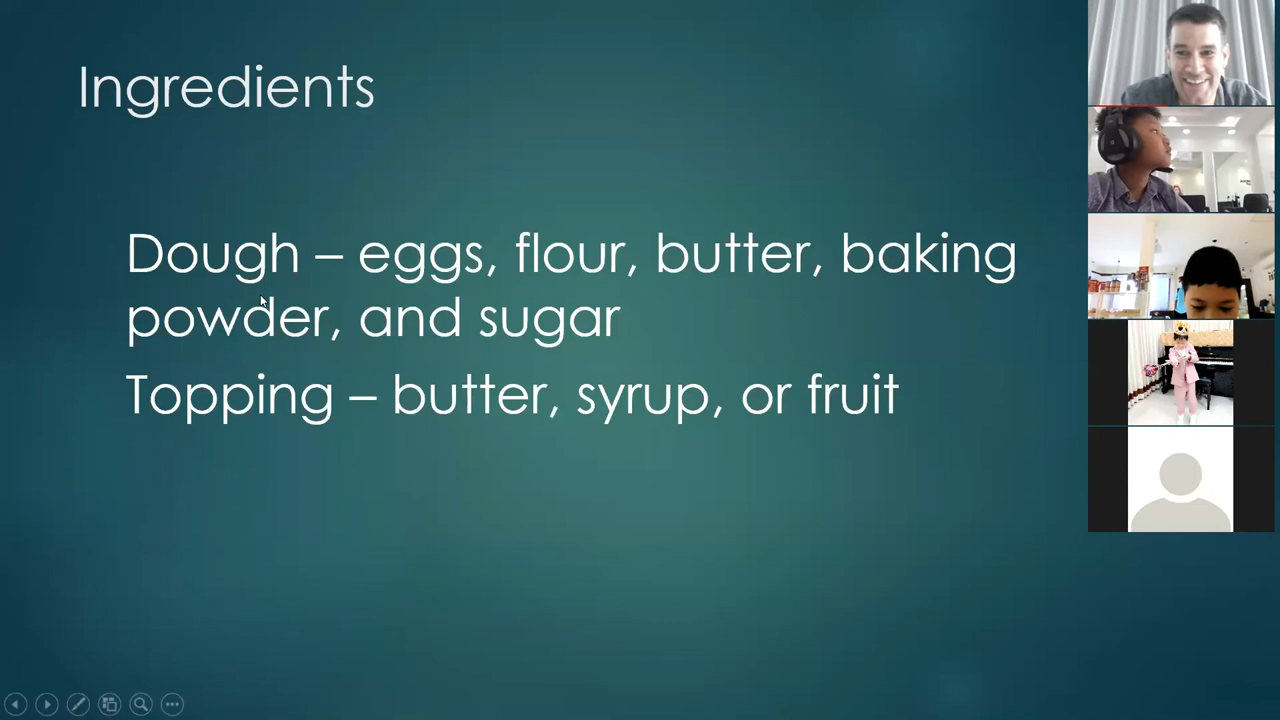 Ingredients
Dough – eggs, flour, butter, baking
powder, and sugar
Topping – butter, syrup, or fruit